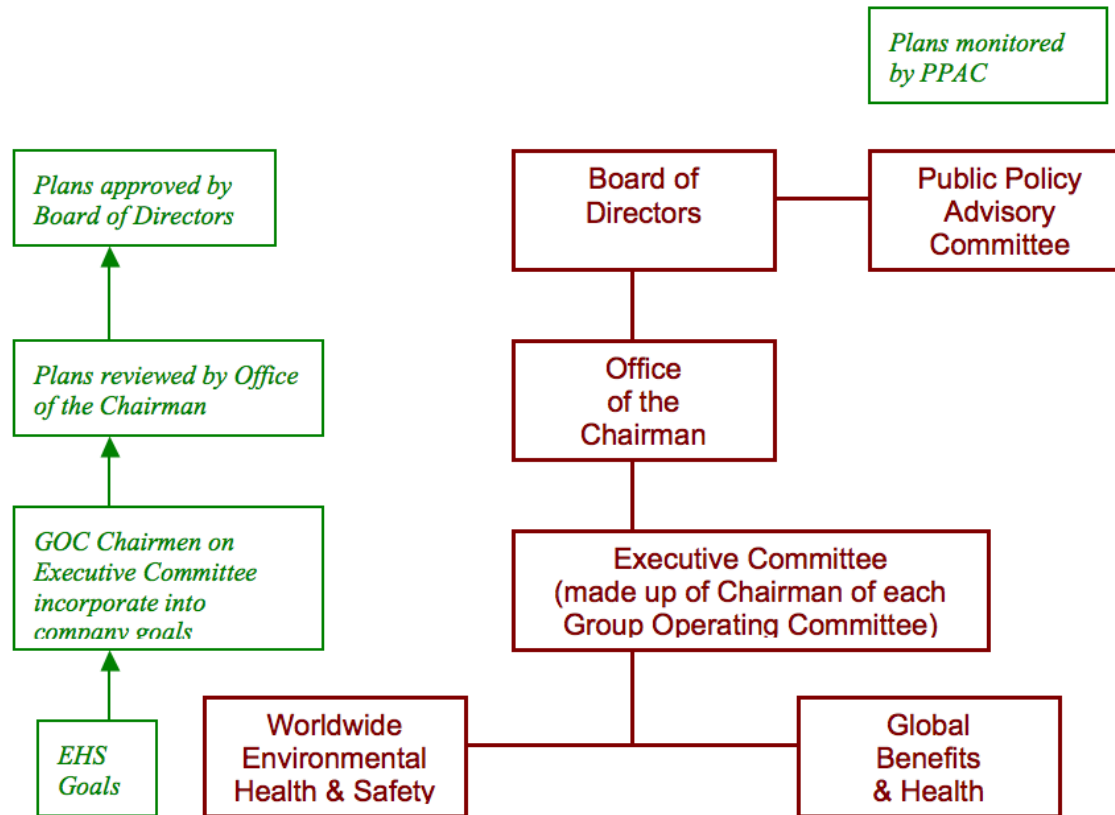 Plans monitored
by PPAC
Plans approved by
Board of Directors
Board of
Directors
Public Policy
Advisory
Committee
Plans reviewed by Office
of the Chairman
Office
of the
Chairman
GOC Chairmen on
Executive Committee
incorporate into
company goals
Executive Committee
(made up of Chairman of each
Group Operating Committee)
EHS
Goals
Worldwide
Environmental
Health & Safety
Global
Benefits
& Health